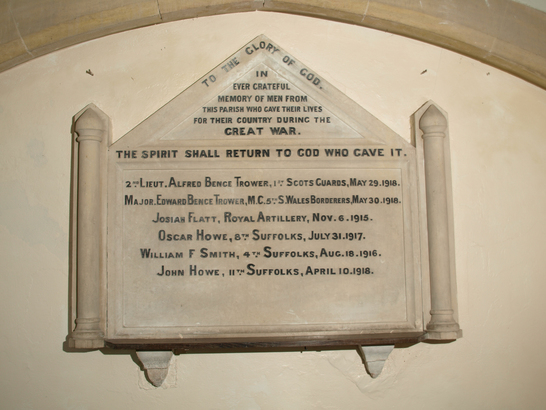 TO THE GLORY OF GOD.
IN
EVER GRATEFUL
MEMORY OF MEN FROM
THIS PARISH WHO GAVE THEIR LIVES
FOR THEIR COUNTRY DURING THE
GREAT WAR.
THE SPIRIT SHALL RETURN TO GOD WHO GAVE IT.
2ND LIEUT. ALFRED BENCE TROWER, 1ST SCOTS GUARDS, MAY 29. 1918.
MAJOR. EDWARD BENCE TROWER, M.C. 5TH S. WALES BORDERERS, MAY 30. 1918.
JOSIAH FLATT, ROYAL ARTILLERY, NOV. 6. 1915.
OSCAR HOWE, 8TH SUFFOLKS, JULY 31. 1917.
WILLIAM F SMITH, 4TH SUFFOLKS, AUG. 18. 1916.
JOHN HOWE, 11TH SUFFOLKS, APRIL 10. 1918.